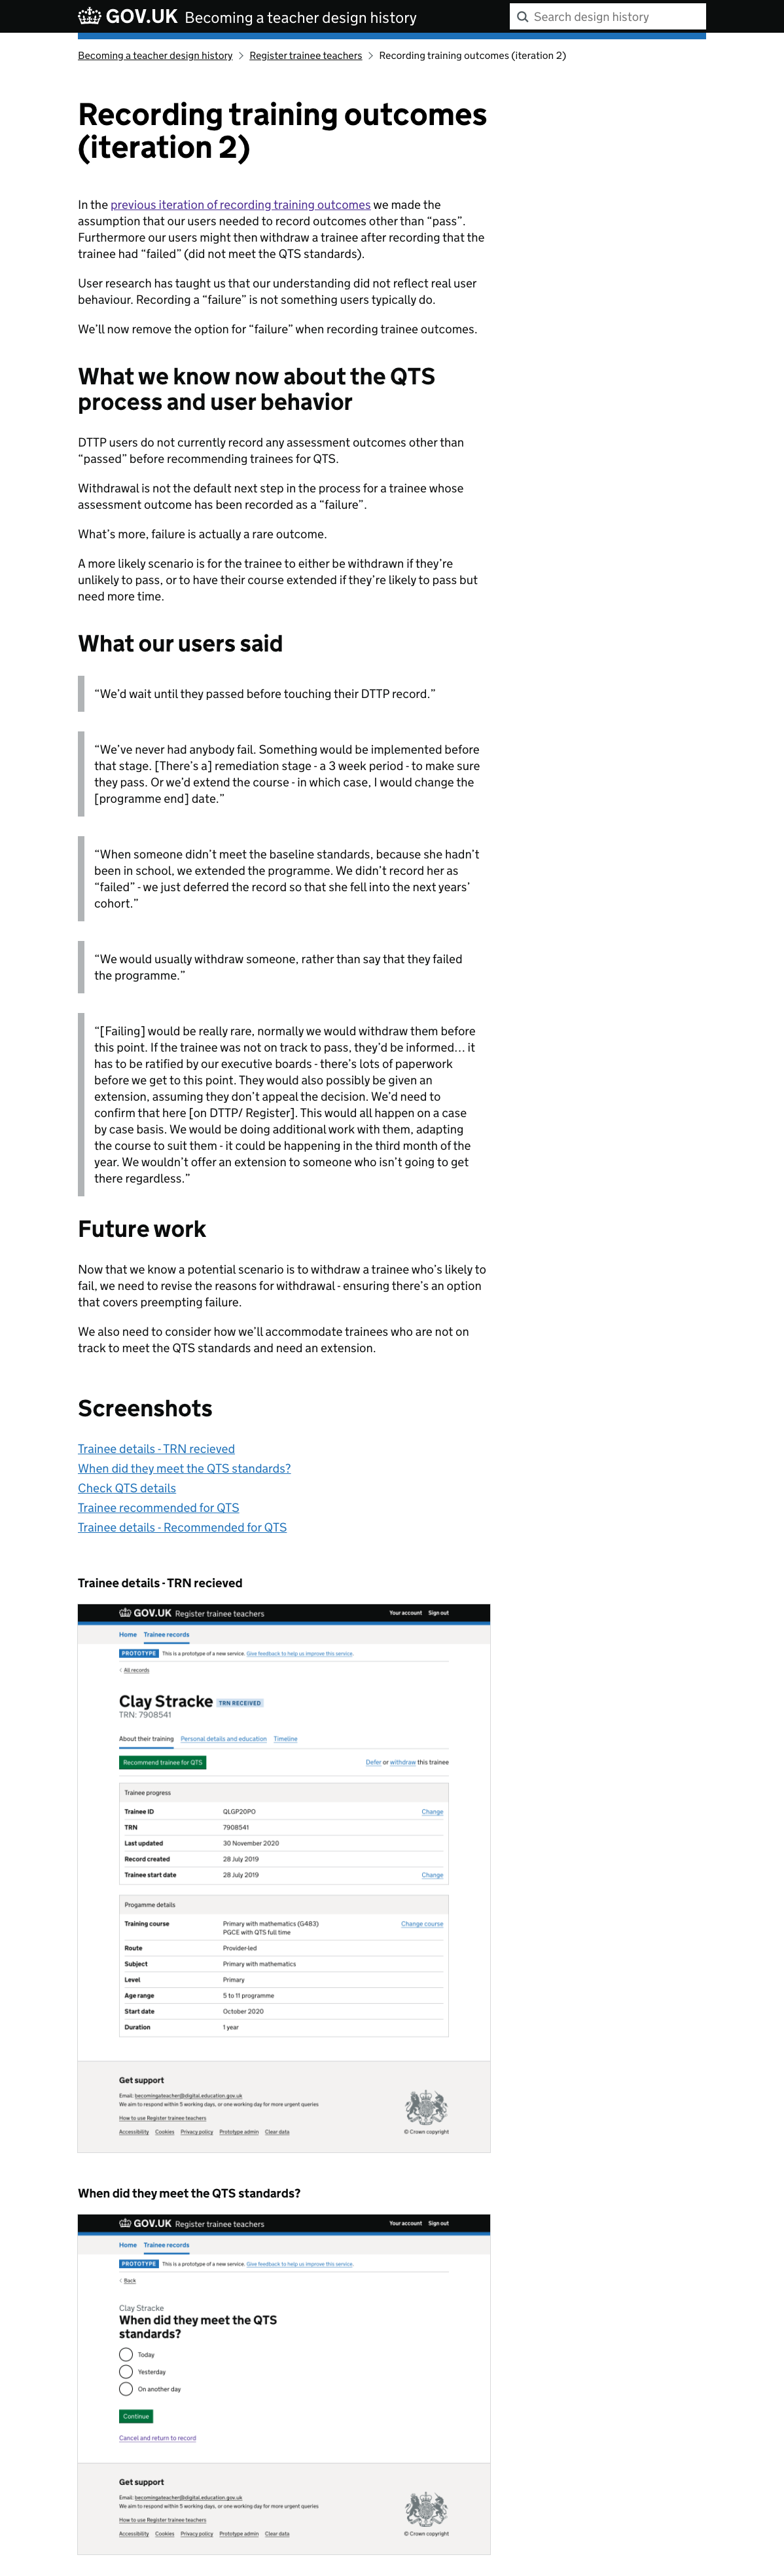 GOV.UK Becoming a teacher design history
Search design history
Becoming a teacher design history > Register trainee teachers > Recording training outcomes (iteration 2)
Recording training outcomes
(iteration 2)
In the previous iteration of recording training outcomes we made the
assumption that our users needed to record outcomes other than “pass”.
Furthermore our users might then withdraw a trainee after recording that the
trainee had “failed” (did not meet the QTS standards).
User research has taught us that our understanding did not reflect real user
behaviour. Recording a “failure” is not something users typically do.
We’ll now remove the option for “failure” when recording trainee outcomes.
What we know now about the QTS
process and user behavior
DTTP users do not currently record any assessment outcomes other than
“passed” before recommending trainees for QTS.
Withdrawal is not the default next step in the process for a trainee whose
assessment outcome has been recorded as a “failure”.
What’s more, failure is actually a rare outcome.
A more likely scenario is for the trainee to either be withdrawn if they’re
unlikely to pass, or to have their course extended if they’re likely to pass but
need more time.
What our users said
“We’d wait until they passed before touching their DTTP record.”
“We’ve never had anybody fail. Something would be implemented before
that stage. [There’s a] remediation stage - a 3 week period - to make sure
they pass. Or we’d extend the course - in which case, I would change the
[programme end] date.”
“When someone didn’t meet the baseline standards, because she hadn’t
been in school, we extended the programme. We didn’t record her as
“failed” - we just deferred the record so that she fell into the next years’
cohort.”
“We would usually withdraw someone, rather than say that they failed
the programme.”
“[Failing] would be really rare, normally we would withdraw them before
this point. If the trainee was not on track to pass, they’d be informed… it
has to be ratified by our executive boards - there’s lots of paperwork
before we get to this point. They would also possibly be given an
extension, assuming they don’t appeal the decision. We’d need to
confirm that here [on DTTP/ Register]. This would all happen on a case
by case basis. We would be doing additional work with them, adapting
the course to suit them - it could be happening in the third month of the
year. We wouldn’t offer an extension to someone who isn’t going to get
there regardless.”
Future work
Now that we know a potential scenario is to withdraw a trainee who’s likely to
fail, we need to revise the reasons for withdrawal - ensuring there’s an option
that covers preempting failure.
We also need to consider how we’ll accommodate trainees who are not on
track to meet the QTS standards and need an extension.
Screenshots
Trainee details - TRN recieved
When did they meet the QTS standards?
Check QTS details
Trainee recommended for QTS
Trainee details - Recommended for QTS
Trainee details - TRN recieved
GOV.UK Register trainee teachers Your account Sign out
Home Trainee records
PROTOTYPE This is a prototype of a new service. Give feedback to help us improve this service.
All records
Clay Stracke TRN RECEIVED
TRN: 7908541
About their training Personal details and education Timeline
Recommend trainee for QTS Defer or withdraw this trainee
Trainee progress
Trainee ID QLGP20PO Change
TRN 7908541
Last updated 30 November 2020
Record created 28 July 2019
Trainee start date 28 July 2019 Change
Progamme details
Training course Primary with mathematics (G483) Change course
PGCE with QTS full time
Route Provider-led
Subject Primary with mathematics
Level Primary
Age range 5 to 11 programme
Start date October 2020
Duration 1 year
Get support
Email: becomingateacher@digital.education.gov.uk
We aim to respond within 5 working days, or one working day for more urgent queries
How to use Register trainee teachers
Accessibility Cookies Privacy policy Prototype admin Clear data
© Crown copyright
When did they meet the QTS standards?
GOV.UK Register trainee teachers Your account Sign out
Home Trainee records
PROTOTYPE This is a prototype of a new service. Give feedback to help us improve this service.
Back
Clay Stracke
When did they meet the QTS
standards?
Today
Yesterday
On another day
Continue
Cancel and return to record
Get support
Email: becomingateacher@digital.education.gov.uk
We aim to respond within 5 working days, or one working day for more urgent queries
How to use Register trainee teachers
Accessibility Cookies Privacy policy Prototype admin Clear data
© Crown copyright